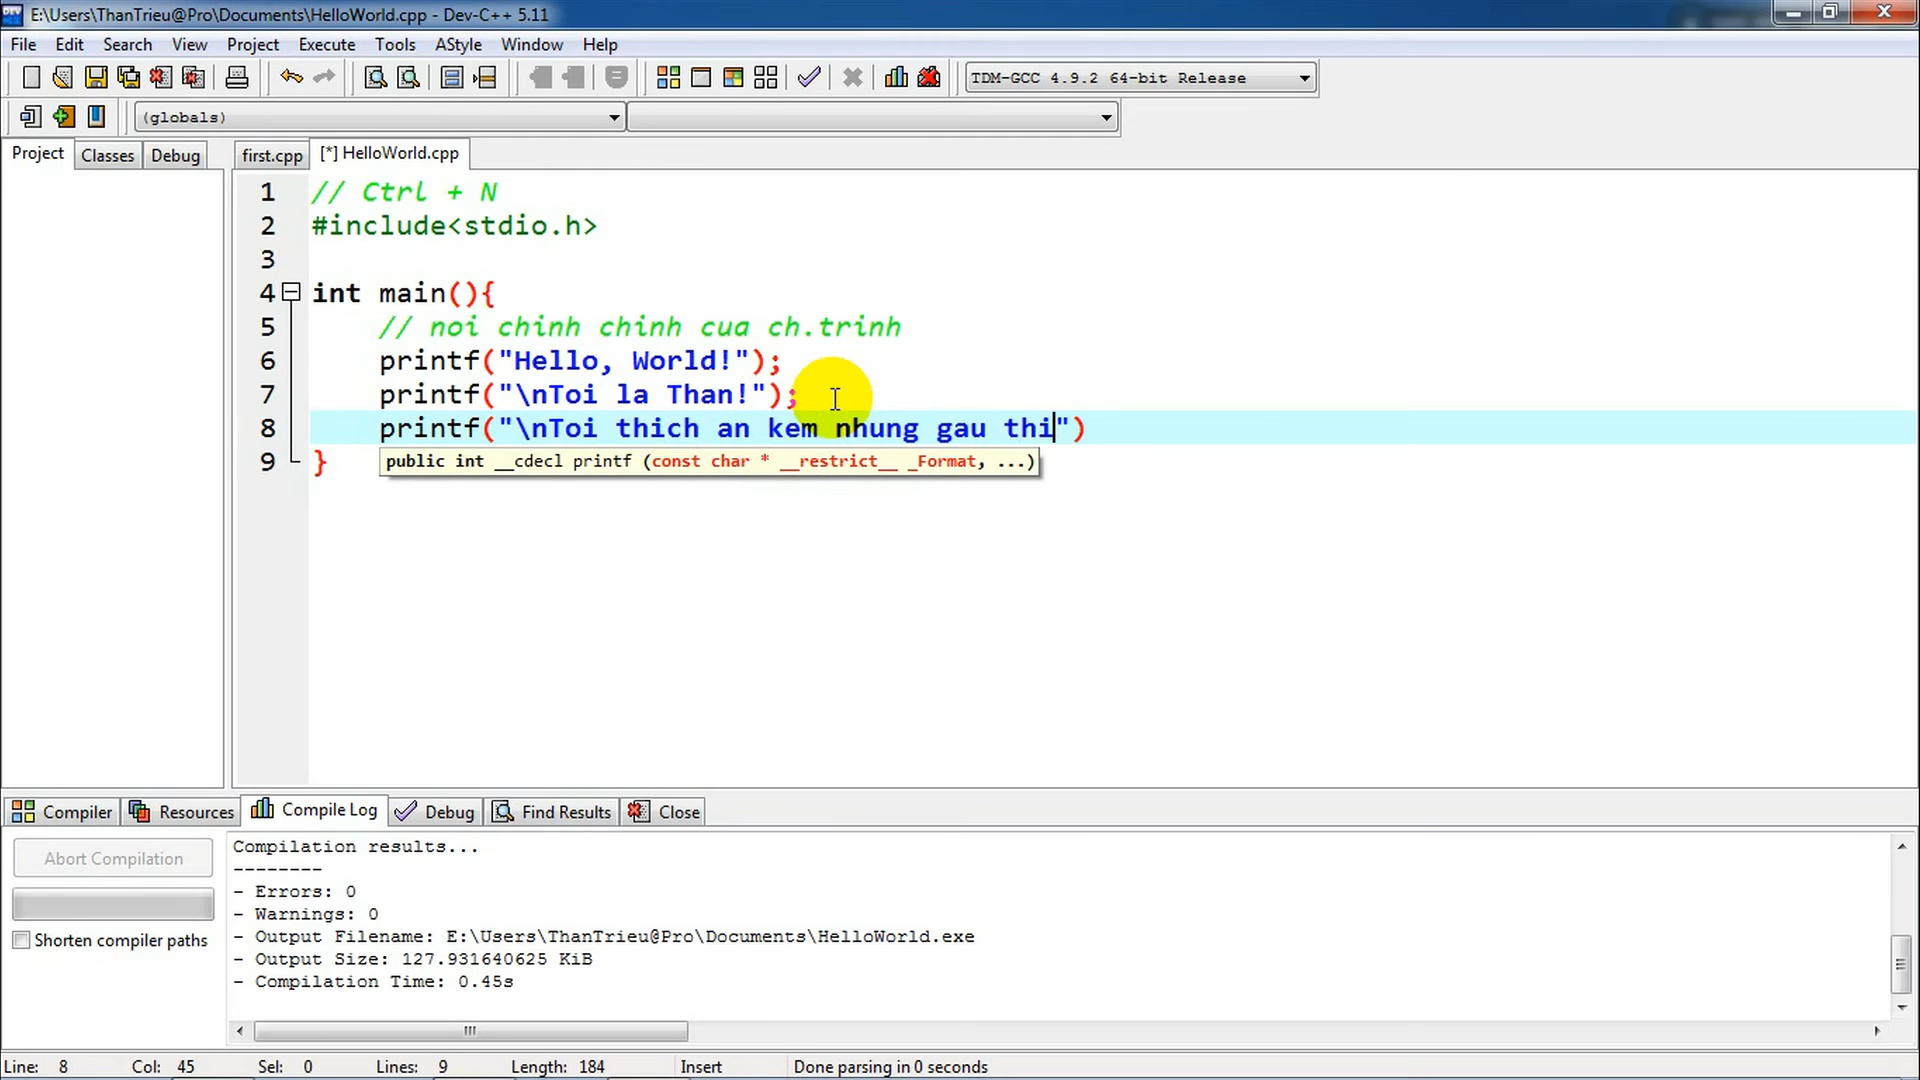 E:\Users\ThanTrieu@Pro\Documents\HelloWorld.cpp - Dev-C++ 5.11
File Edit Search View Project Execute Tools AStyle Window Help
TDM-GCC 4.9.2 64-bit Release
(globals)
Project Classes Debug first.cpp [*] HelloWorld.cpp
1 // Ctrl + N
2 #include<stdio.h>
3
4 int main(){
5 // noi chinh chinh cua ch.trinh
6 printf("Hello, World!");
7 printf("\nToi la Than!");
8 printf("\nToi thich an kem nhung gau thi")
9 }
public int __cdecl printf (const char * __restrict__ _Format, ...)
Compiler Resources Compile Log Debug Find Results Close
Abort Compilation
Shorten compiler paths
Compilation results...
--------
- Errors: 0
- Warnings: 0
- Output Filename: E:\Users\ThanTrieu@Pro\Documents\HelloWorld.exe
- Output Size: 127.931640625 KiB
- Compilation Time: 0.45s
Line: 8 Col: 45 Sel: 0 Lines: 9 Length: 184 Insert Done parsing in 0 seconds